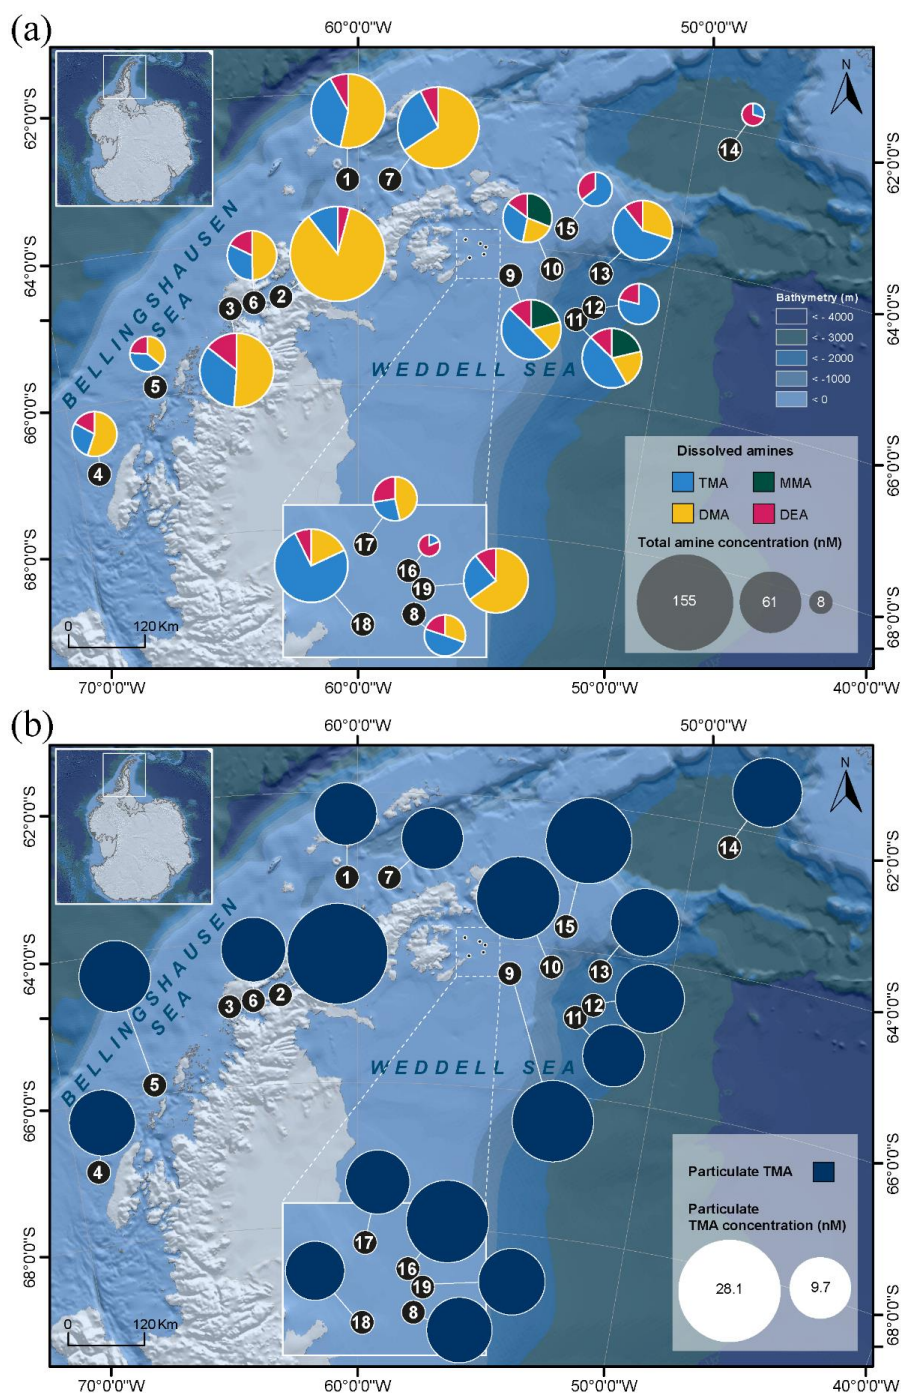 (a)
60°0'0"W 50°0'0"W
N
62°0'0"S
62°0'0"S
64°0'0"S
64°0'0"S
66°0'0"S
66°0'0"S
68°0'0"S
68°0'0"S
BELLINGSHAUSEN
SEA
WEDDELL SEA
1
7
14
15
10
13
9
12
11
3
6
2
5
4
17
16
19
8
18
Bathymetry (m)
< - 4000
< - 3000
< - 2000
< -1000
< 0
Dissolved amines
TMA MMA
DMA DEA
Total amine concentration (nM)
155 61 8
0 120 Km
70°0'0"W 60°0'0"W 50°0'0"W 40°0'0"W
(b)
60°0'0"W 50°0'0"W
N
62°0'0"S
62°0'0"S
64°0'0"S
64°0'0"S
66°0'0"S
66°0'0"S
68°0'0"S
68°0'0"S
BELLINGSHAUSEN
SEA
WEDDELL SEA
1
7
14
15
10
13
9
12
11
3
6
2
5
4
17
16
19
8
18
Particulate TMA
Particulate
TMA concentration (nM)
28.1 9.7
0 120 Km
70°0'0"W 60°0'0"W 50°0'0"W 40°0'0"W